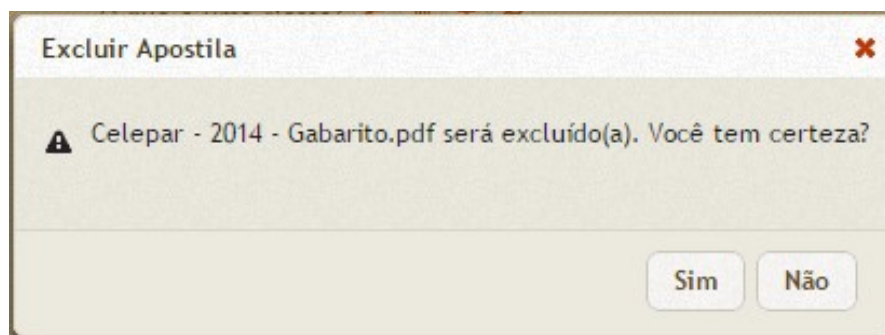 Excluir Apostila
Celepar - 2014 - Gabarito.pdf será excluído(a). Você tem certeza?
Sim
Não